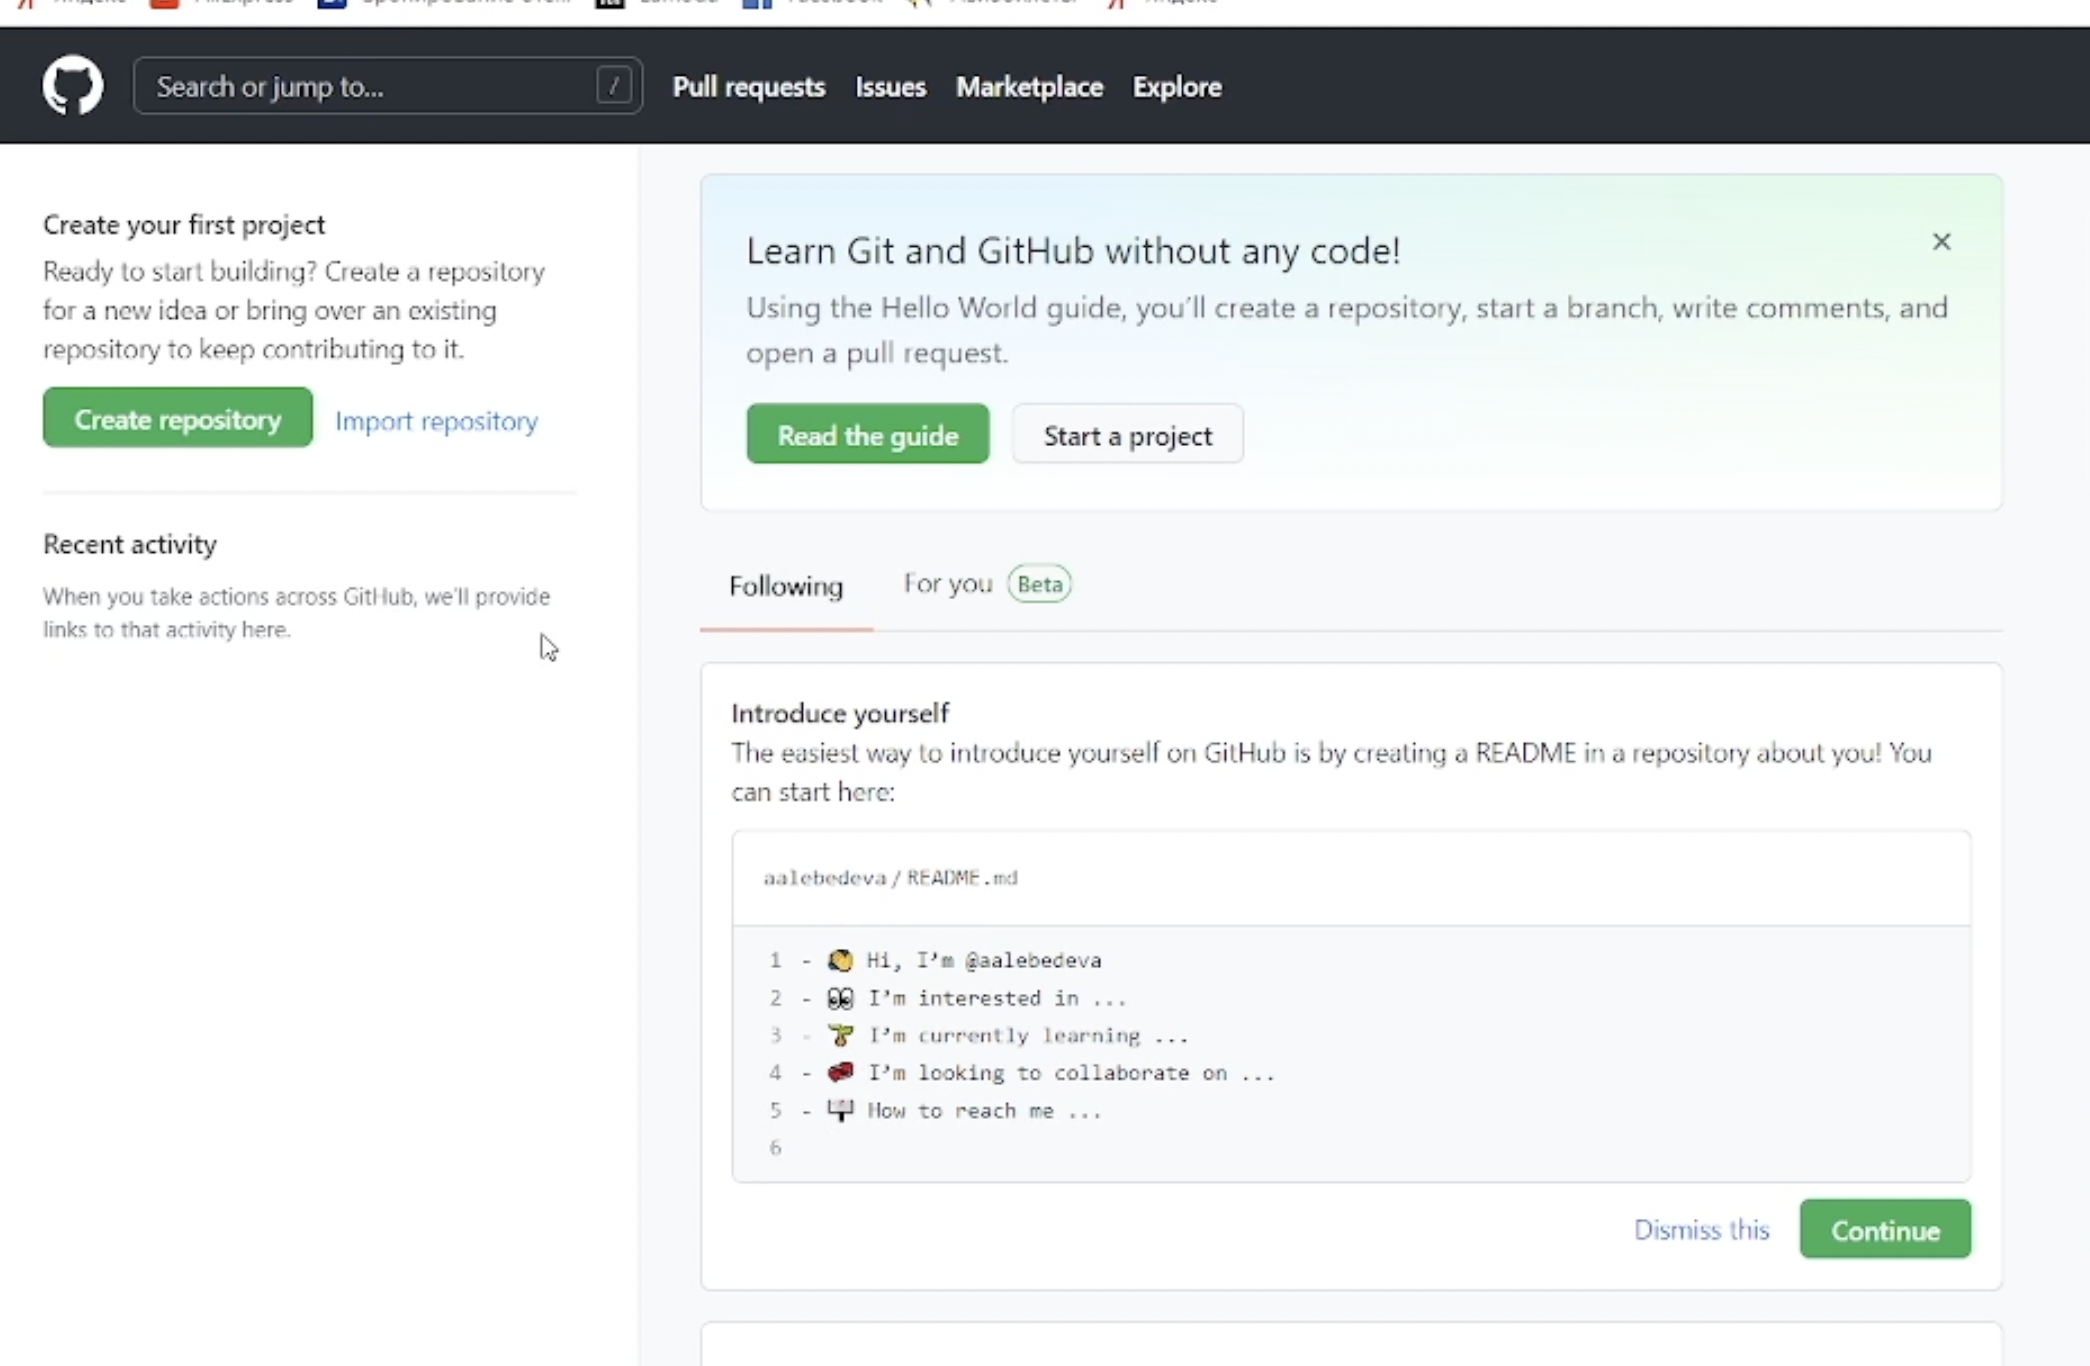 Search or jump to... /
Pull requests
Issues
Marketplace
Explore
Create your first project
Ready to start building? Create a repository
for a new idea or bring over an existing
repository to keep contributing to it.
Create repository
Import repository
Recent activity
When you take actions across GitHub, we'll provide
links to that activity here.
Learn Git and GitHub without any code!
Using the Hello World guide, you'll create a repository, start a branch, write comments, and
open a pull request.
Read the guide
Start a project
Following
For you
Beta
Introduce yourself
The easiest way to introduce yourself on GitHub is by creating a README in a repository about you! You
can start here:
aalebedeva / README.md
1 - Hi, I'm @aalebedeva
2 - 👀 I'm interested in ...
3 - I'm currently learning ...
4 - I'm looking to collaborate on ...
5 - How to reach me ...
6
Dismiss this
Continue